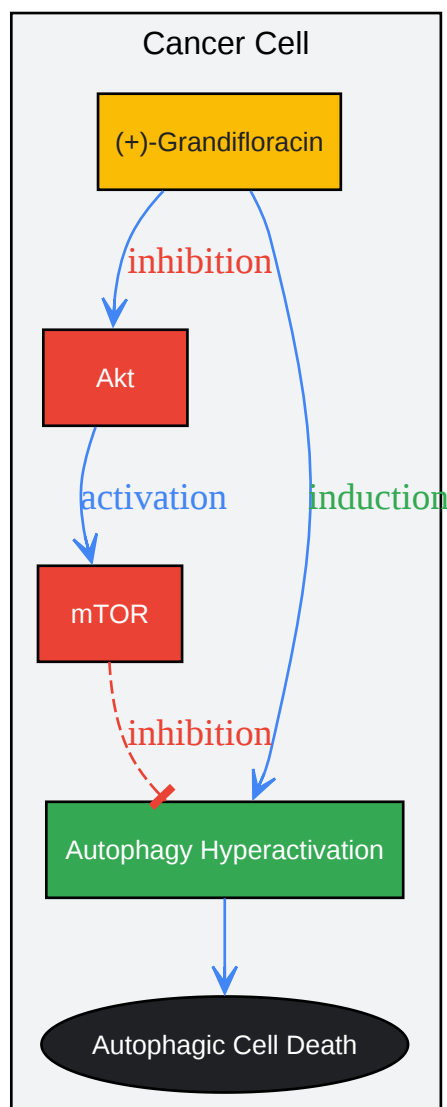 Cancer Cell
(+)-Grandifloracin
inhibition
Akt
activation
induction
mTOR
inhibition
Autophagy Hyperactivation
Autophagic Cell Death